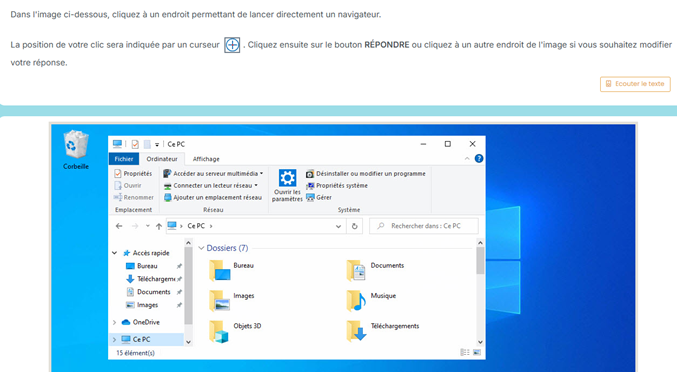 Dans l'image ci-dessous, cliquez à un endroit permettant de lancer directement un navigateur.
La position de votre clic sera indiquée par un curseur . Cliquez ensuite sur le bouton RÉPONDRE ou cliquez à un autre endroit de l'image si vous souhaitez modifier
votre réponse.
Ecouter le texte
Corbeille
Ce PC
Fichier Ordinateur Affichage
Propriétés
Ouvrir
Renommer
Emplacement
Accéder au serveur multimédia
Connecter un lecteur réseau
Ajouter un emplacement réseau
Réseau
Ouvrir les
paramètres
Désinstaller ou modifier un programme
Propriétés système
Gérer
Système
Ce PC
Rechercher dans : Ce PC
Accès rapide
Bureau
Téléchargeme
Documents
Images
OneDrive
Ce PC
Dossiers (7)
Bureau
Documents
Images
Musique
Objets 3D
Téléchargements
15 élément(s)